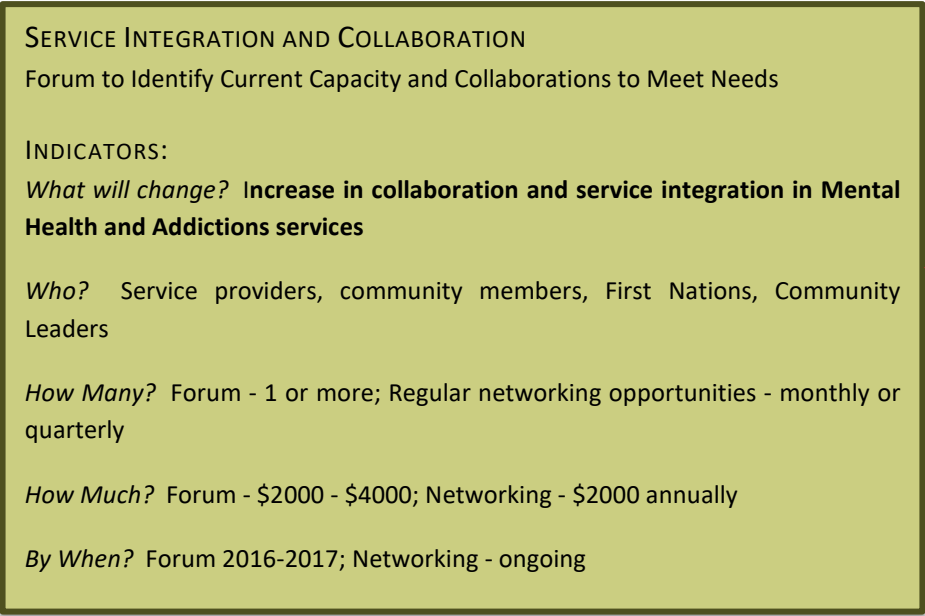 SERVICE INTEGRATION AND COLLABORATION
Forum to Identify Current Capacity and Collaborations to Meet Needs
INDICATORS:
What will change? Increase in collaboration and service integration in Mental
Health and Addictions services
Who? Service providers, community members, First Nations, Community
Leaders
How Many? Forum - 1 or more; Regular networking opportunities - monthly or
quarterly
How Much? Forum - $2000 - $4000; Networking - $2000 annually
By When? Forum 2016-2017; Networking - ongoing